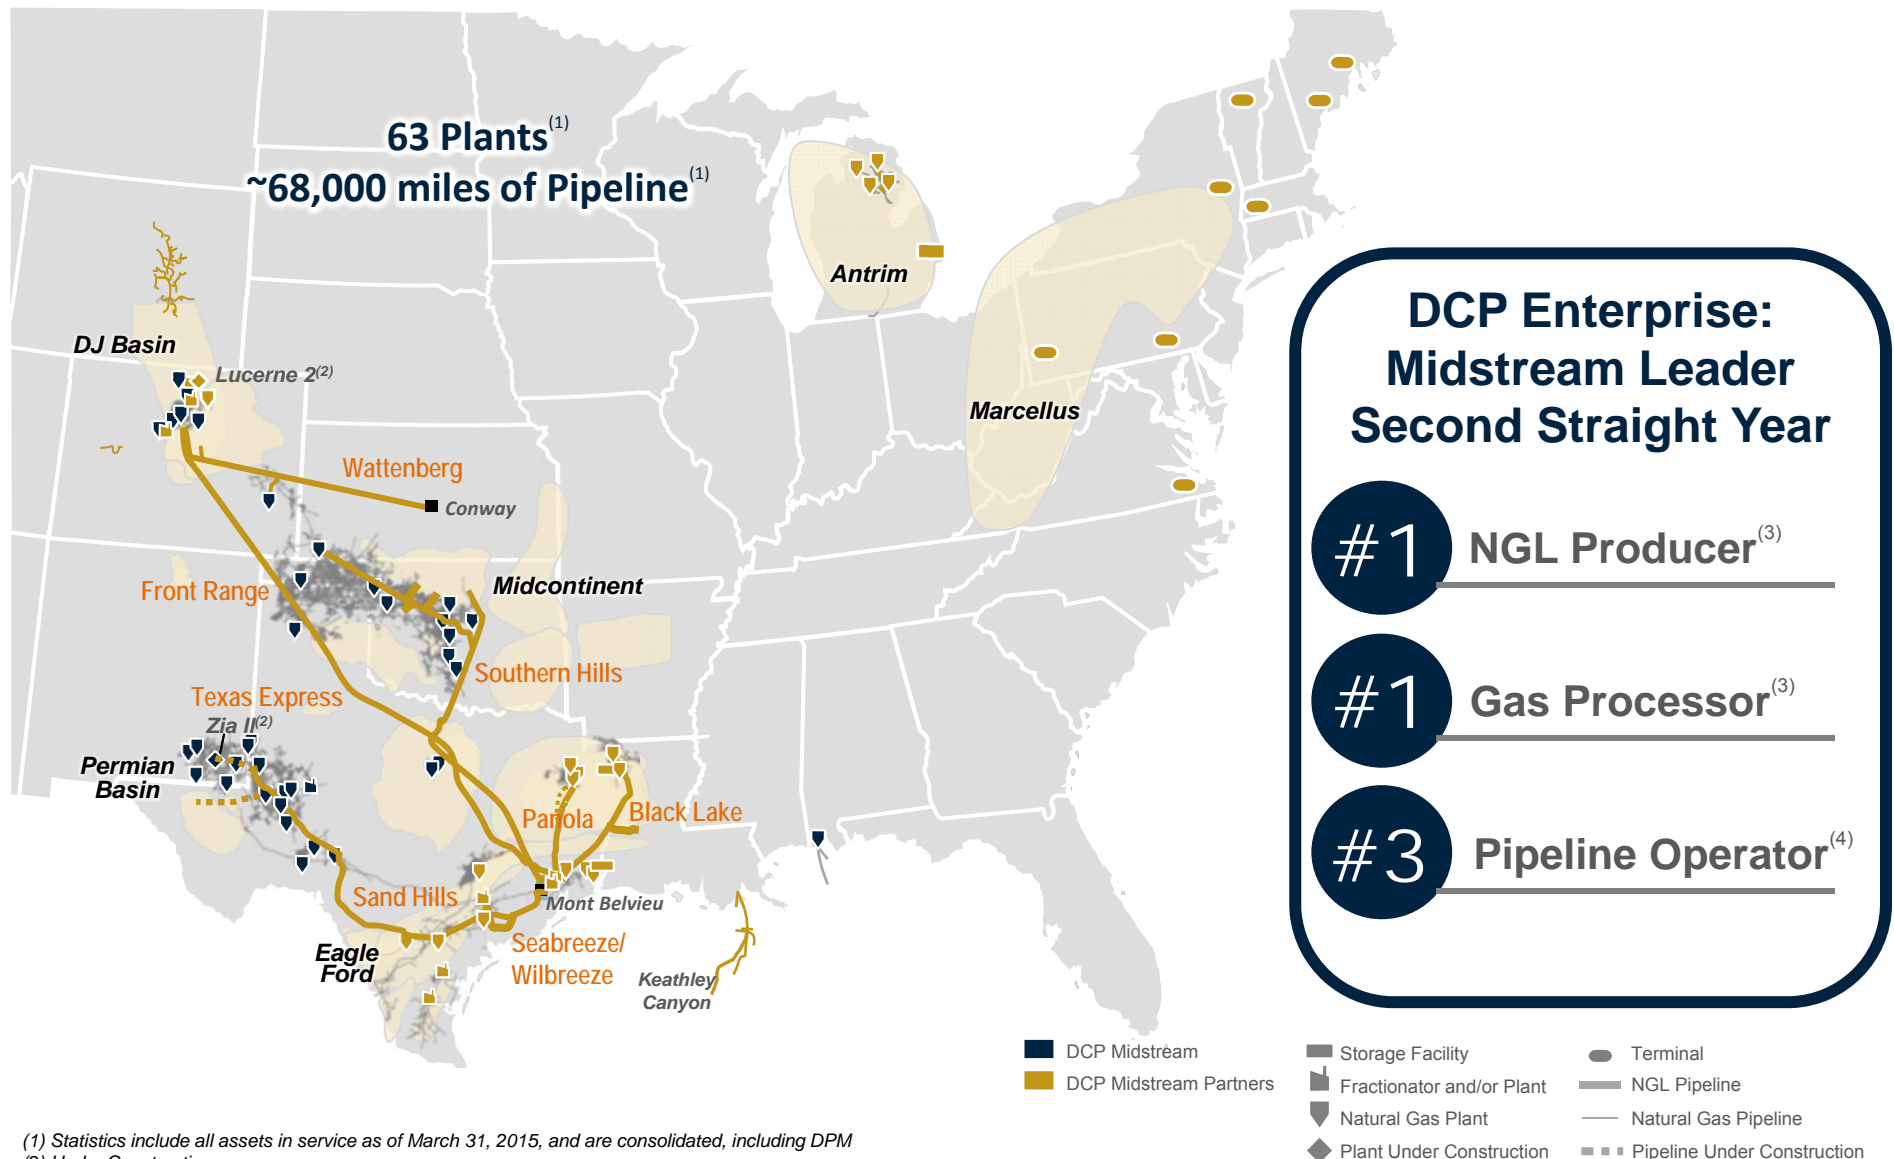 63 Plants(1)
~68,000 miles of Pipeline(1)
Antrim
DJ Basin
Lucerne 2(2)
Marcellus
Wattenberg
Conway
Front Range
Midcontinent
Southern Hills
Texas Express
Zia II(2)
Permian
Basin
Panola
Black Lake
Sand Hills
Mont Belvieu
Eagle
Ford
Seabreeze/
Wilbreeze
Keathley
Canyon
DCP Enterprise:
Midstream Leader
Second Straight Year
#1 NGL Producer(3)
#1 Gas Processor(3)
#3 Pipeline Operator(4)
DCP Midstream
DCP Midstream Partners
Storage Facility
Fractionator and/or Plant
Natural Gas Plant
Plant Under Construction
Terminal
NGL Pipeline
Natural Gas Pipeline
Pipeline Under Construction
(1) Statistics include all assets in service as of March 31, 2015, and are consolidated, including DPM